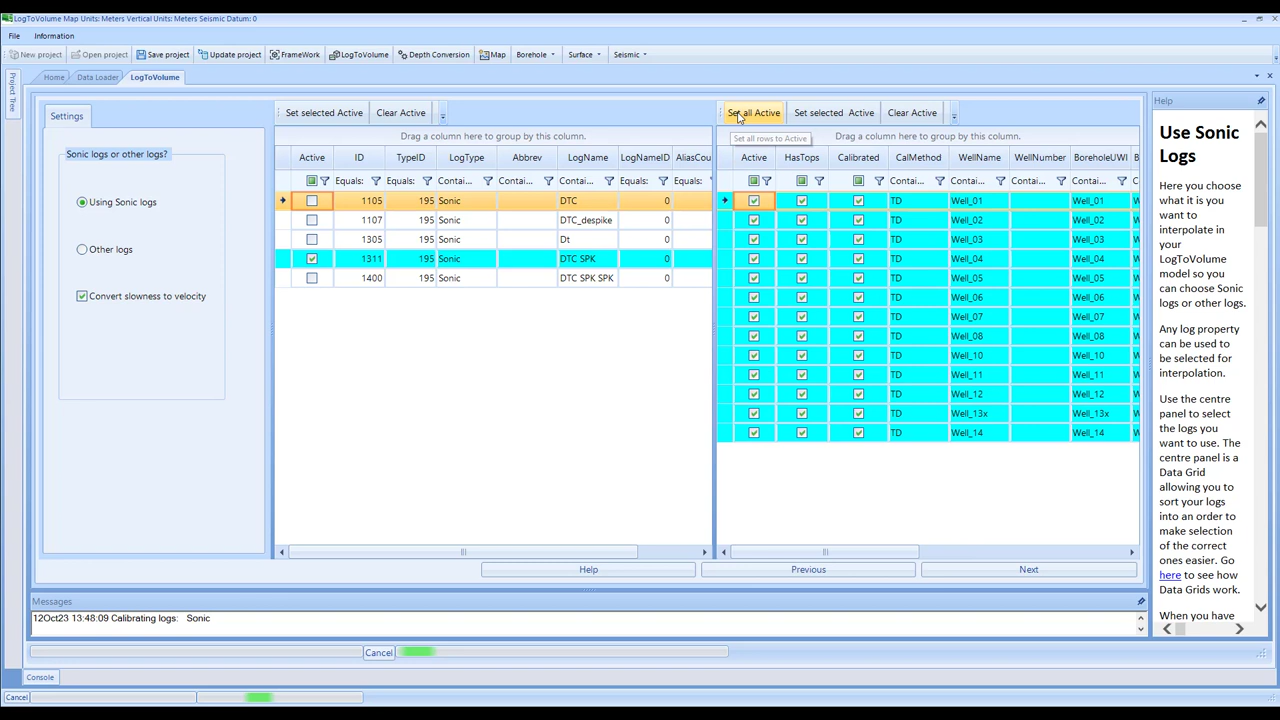 LogToVolume Map Units: Meters Vertical Units: Meters Seismic Datum: 0
File Information
New project Open project Save project Update project FrameWork LogToVolume Depth Conversion Map Borehole Surface Seismic
Home Data Loader LogToVolume
Project Tree
Settings
Sonic logs or other logs?
Using Sonic logs
Other logs
Convert slowness to velocity
Set selected Active Clear Active
Drag a column here to group by this column.
Active ID TypeID LogType Abbrev LogName LogNameID AliasCou
Equals: Equals: Contai... Contai... Contai... Equals: Equals:
1105 195 Sonic DTC 0
1107 195 Sonic DTC_despike 0
1305 195 Sonic Dt 0
1311 195 Sonic DTC SPK 0
1400 195 Sonic DTC SPK SPK 0
Set all Active Set selected Active Clear Active
Set all rows to Active
Drag a column here to group by this column.
Active HasTops Calibrated CalMethod WellName WellNumber BoreholeUWI B
Contai... Contai... Contai... Contai... C
TD Well_01 Well_01 W
TD Well_02 Well_02 W
TD Well_03 Well_03 W
TD Well_04 Well_04 W
TD Well_05 Well_05 W
TD Well_06 Well_06 W
TD Well_07 Well_07 W
TD Well_08 Well_08 W
TD Well_10 Well_10 W
TD Well_11 Well_11 W
TD Well_12 Well_12 W
TD Well_13x Well_13x W
TD Well_14 Well_14 W
Help Previous Next
Help
Use Sonic
Logs
Here you choose
what it is you
want to
interpolate in
your
LogToVolume
model so you
can choose Sonic
logs or other logs.
Any log property
can be used to
be selected for
interpolation.
Use the centre
panel to select
the logs you
want to use. The
centre panel is a
Data Grid
allowing you to
sort your logs
into an order to
make selection
of the correct
ones easier. Go
here to see how
Data Grids work.
When you have
Messages
12Oct23 13:48:09 Calibrating logs: Sonic
Cancel
Console
Cancel